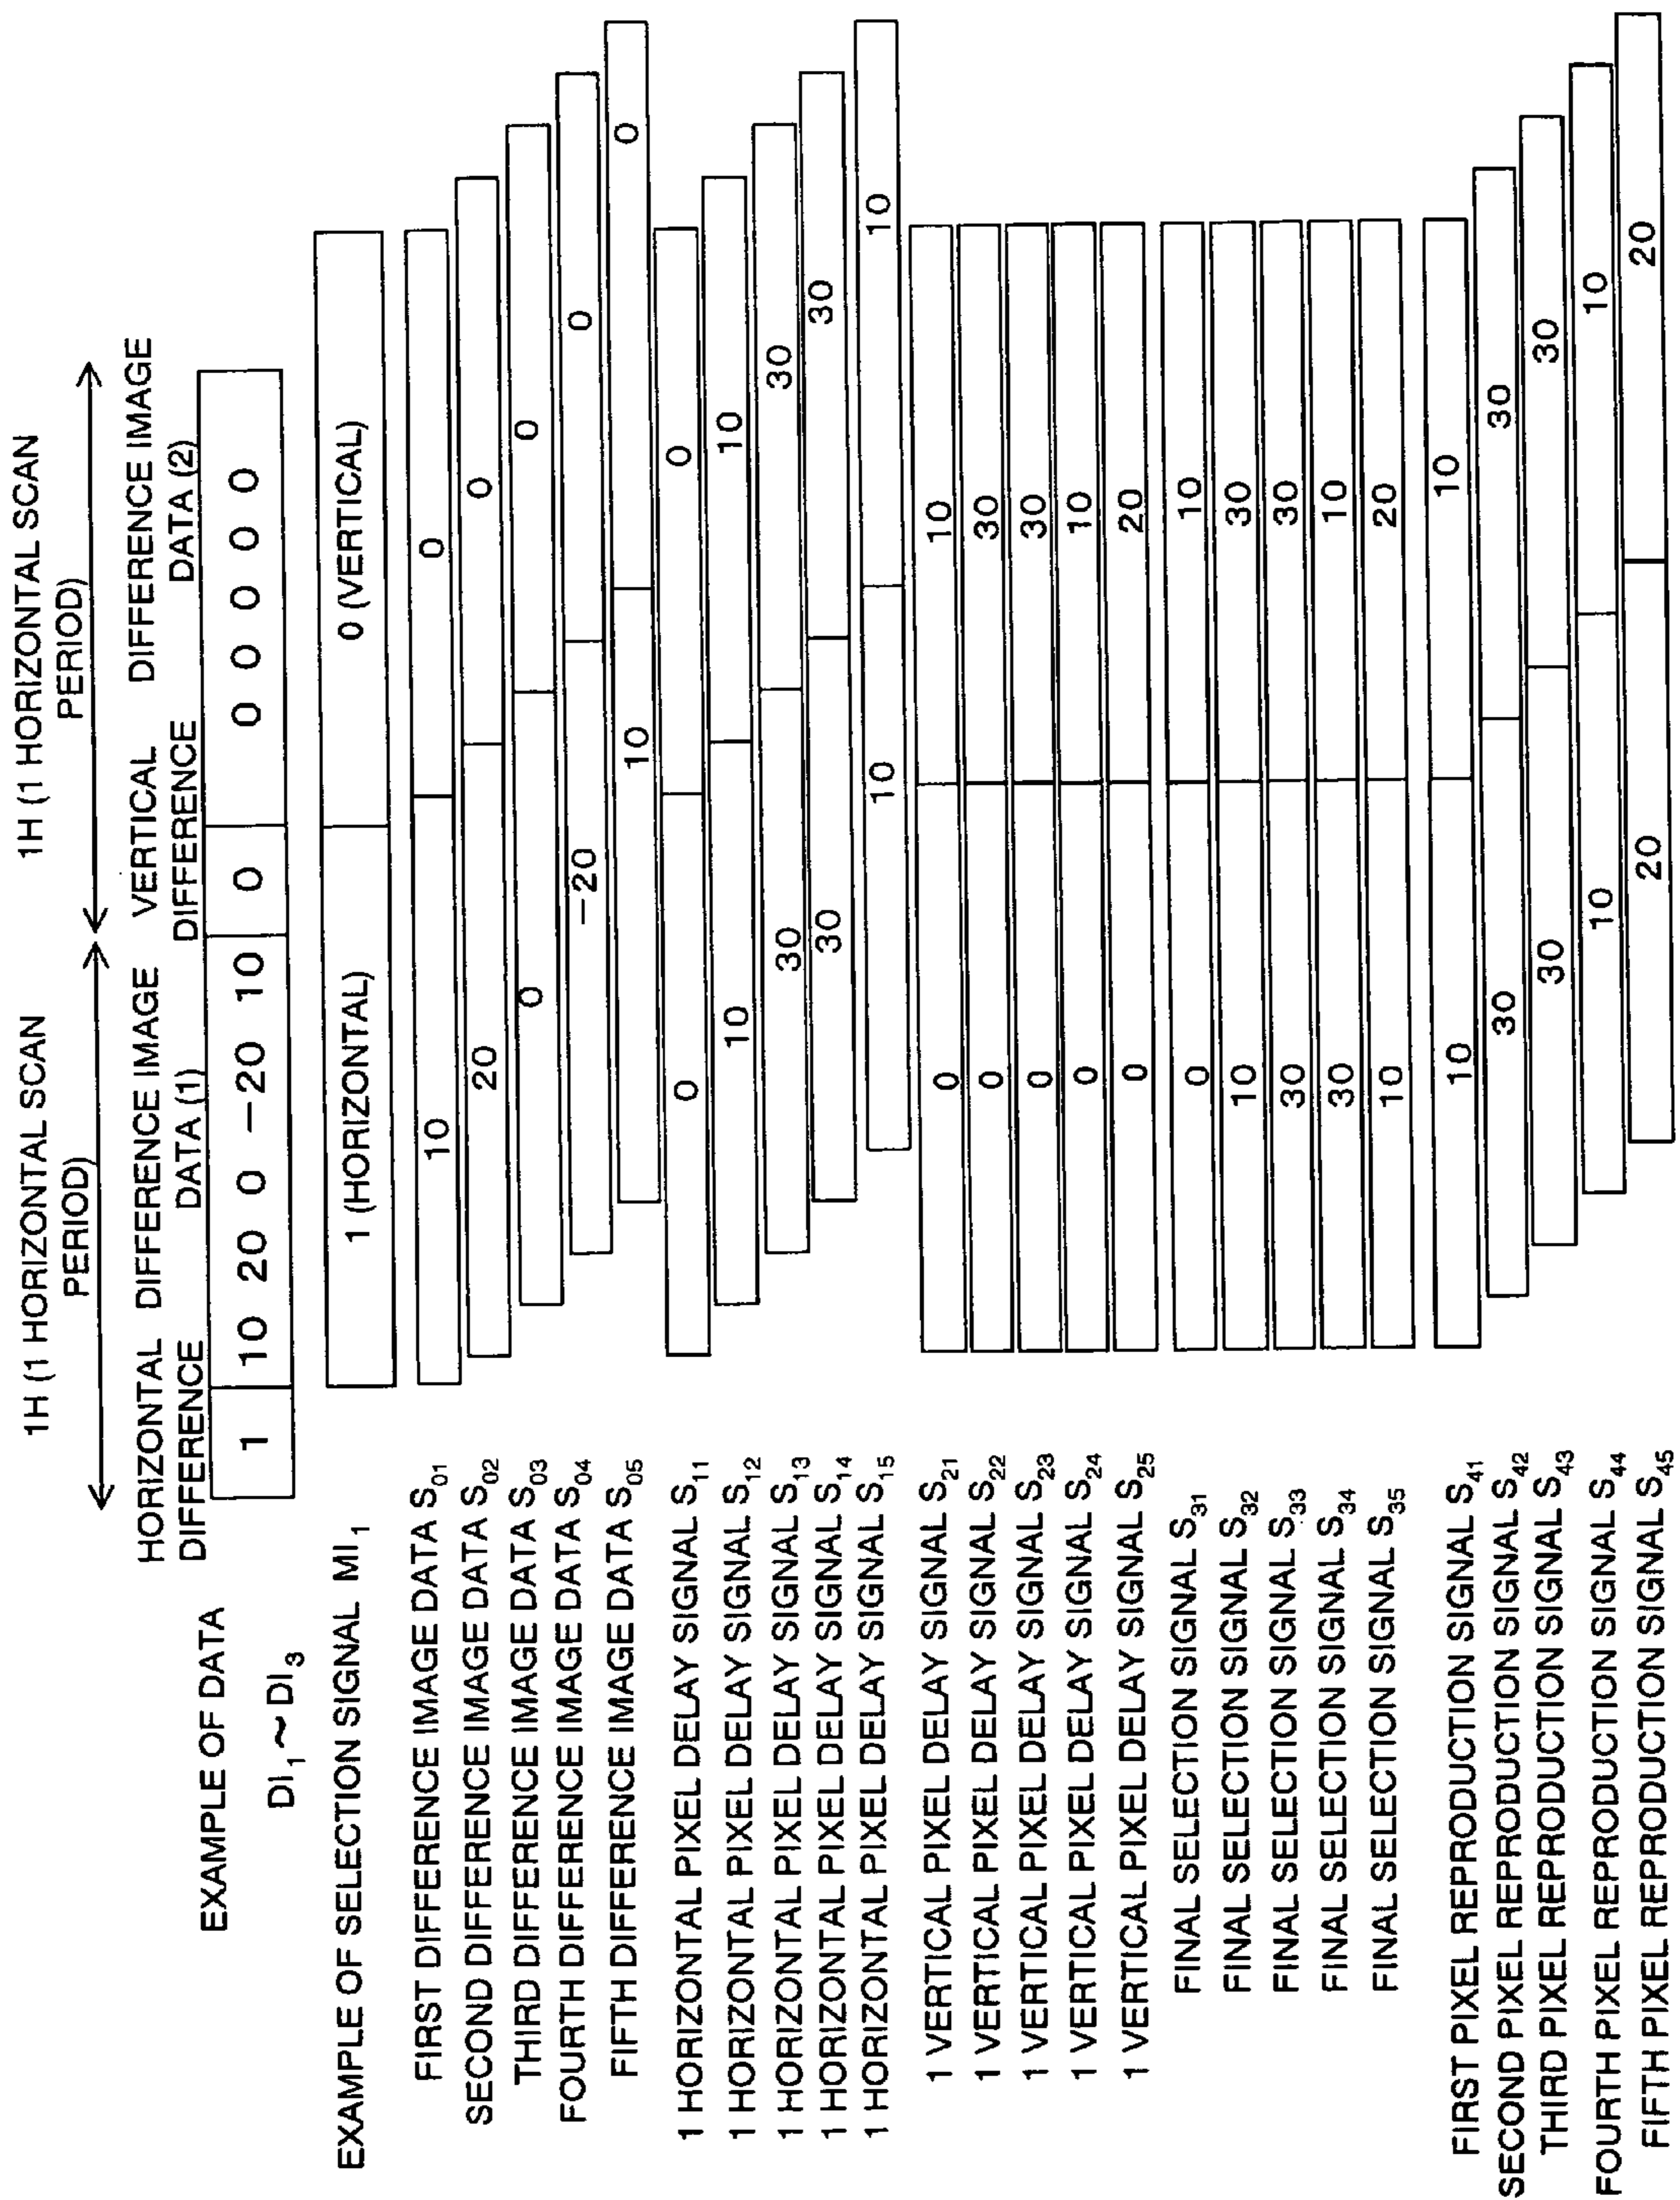 1H (1 HORIZONTAL SCAN PERIOD)
1H (1 HORIZONTAL SCAN PERIOD)
HORIZONTAL DIFFERENCE
DIFFERENCE IMAGE DATA (1)
VERTICAL DIFFERENCE
DIFFERENCE IMAGE DATA (2)
EXAMPLE OF DATA
DI1 ~ DI3
1 10 20 0 −20 10 0 0 0 0 0 0
EXAMPLE OF SELECTION SIGNAL MI1 1 (HORIZONTAL) 0 (VERTICAL)
FIRST DIFFERENCE IMAGE DATA S01 10 0
SECOND DIFFERENCE IMAGE DATA S02 20 0
THIRD DIFFERENCE IMAGE DATA S03 0 0
FOURTH DIFFERENCE IMAGE DATA S04 −20 0
FIFTH DIFFERENCE IMAGE DATA S05 10 0
1 HORIZONTAL PIXEL DELAY SIGNAL S11 0 0
1 HORIZONTAL PIXEL DELAY SIGNAL S12 10 10
1 HORIZONTAL PIXEL DELAY SIGNAL S13 30 30
1 HORIZONTAL PIXEL DELAY SIGNAL S14 30 30
1 HORIZONTAL PIXEL DELAY SIGNAL S15 10 10
1 VERTICAL PIXEL DELAY SIGNAL S21 0 10
1 VERTICAL PIXEL DELAY SIGNAL S22 0 30
1 VERTICAL PIXEL DELAY SIGNAL S23 0 30
1 VERTICAL PIXEL DELAY SIGNAL S24 0 10
1 VERTICAL PIXEL DELAY SIGNAL S25 0 20
FINAL SELECTION SIGNAL S31 0 10
FINAL SELECTION SIGNAL S32 10 30
FINAL SELECTION SIGNAL S33 30 30
FINAL SELECTION SIGNAL S34 30 10
FINAL SELECTION SIGNAL S35 10 20
FIRST PIXEL REPRODUCTION SIGNAL S41 10 10
SECOND PIXEL REPRODUCTION SIGNAL S42 30 30
THIRD PIXEL REPRODUCTION SIGNAL S43 30 30
FOURTH PIXEL REPRODUCTION SIGNAL S44 10 10
FIFTH PIXEL REPRODUCTION SIGNAL S45 20 20